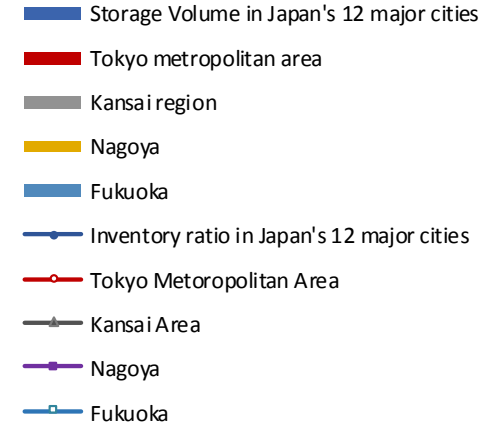 Storage Volume in Japan's 12 major cities
Tokyo metropolitan area
Kansai region
Nagoya
Fukuoka
Inventory ratio in Japan's 12 major cities
Tokyo Metoropolitan Area
Kansai Area
Nagoya
Fukuoka